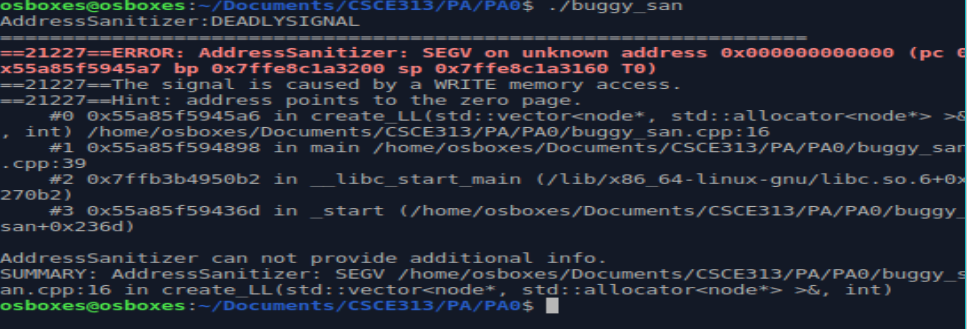 osboxes@osboxes:~/Documents/CSCE313/PA/PA0$ ./buggy_san
AddressSanitizer:DEADLYSIGNAL
=================================================================
==21227==ERROR: AddressSanitizer: SEGV on unknown address 0x000000000000 (pc 0
x55a85f5945a7 bp 0x7ffe8c1a3200 sp 0x7ffe8c1a3160 T0)
==21227==The signal is caused by a WRITE memory access.
==21227==Hint: address points to the zero page.
    #0 0x55a85f5945a6 in create_LL(std::vector<node*, std::allocator<node*> >&
, int) /home/osboxes/Documents/CSCE313/PA/PA0/buggy_san.cpp:16
    #1 0x55a85f594898 in main /home/osboxes/Documents/CSCE313/PA/PA0/buggy_san
.cpp:39
    #2 0x7ffb3b4950b2 in __libc_start_main (/lib/x86_64-linux-gnu/libc.so.6+0x
270b2)
    #3 0x55a85f59436d in _start (/home/osboxes/Documents/CSCE313/PA/PA0/buggy_
san+0x236d)

AddressSanitizer can not provide additional info.
SUMMARY: AddressSanitizer: SEGV /home/osboxes/Documents/CSCE313/PA/PA0/buggy_s
an.cpp:16 in create_LL(std::vector<node*, std::allocator<node*> >&, int)
osboxes@osboxes:~/Documents/CSCE313/PA/PA0$